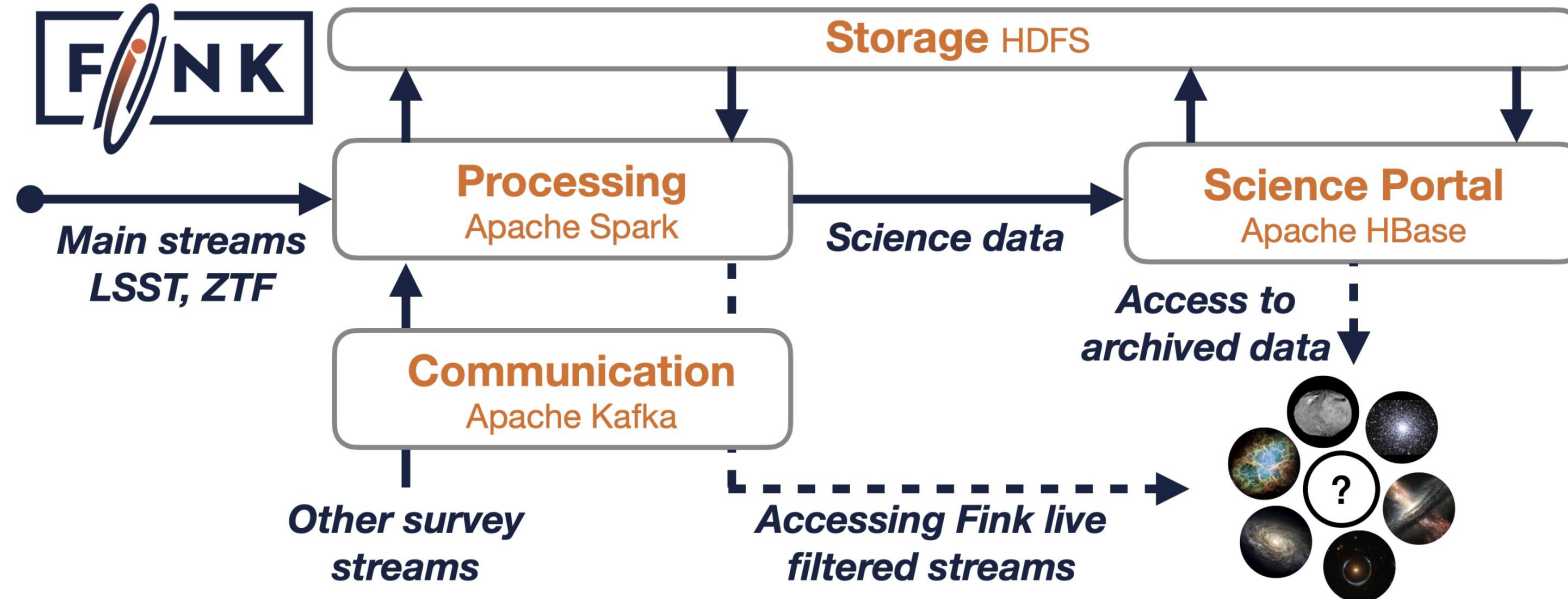 FiNK
Storage HDFS
Processing
Apache Spark
Science Portal
Apache HBase
Main streams
LSST, ZTF
Science data
Communication
Apache Kafka
Access to
archived data
Other survey
streams
Accessing Fink live
filtered streams
?